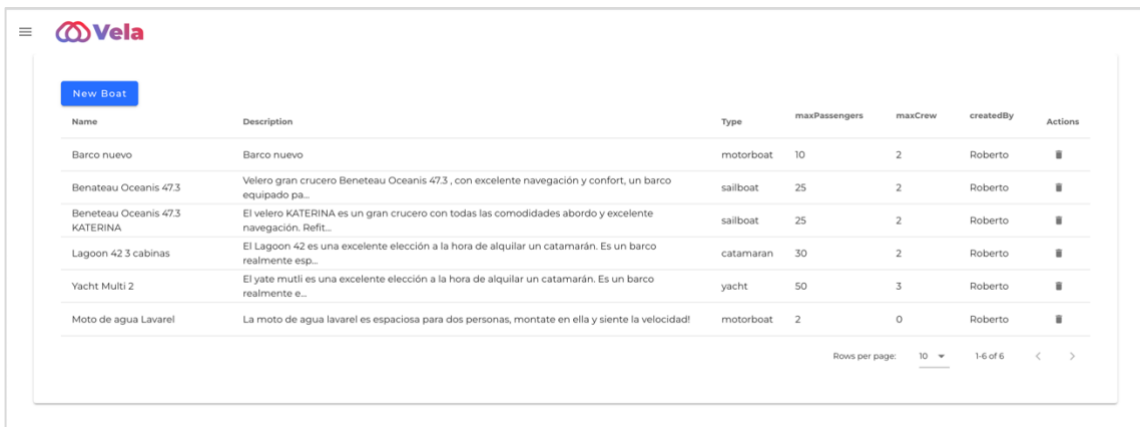 Vela
New Boat
Name Description Type maxPassengers maxCrew createdBy Actions
Barco nuevo Barco nuevo motorboat 10 2 Roberto
Benateau Oceanis 47.3 Velero gran crucero Beneteau Oceanis 47.3 , con excelente navegación y confort, un barco equipado pa... sailboat 25 2 Roberto
Beneteau Oceanis 47.3 KATERINA El velero KATERINA es un gran crucero con todas las comodidades abordo y excelente navegación. Refit... sailboat 25 2 Roberto
Lagoon 42 3 cabinas El Lagoon 42 es una excelente elección a la hora de alquilar un catamarán. Es un barco realmente esp... catamaran 30 2 Roberto
Yacht Multi 2 El yate mutli es una excelente elección a la hora de alquilar un catamarán. Es un barco realmente e... yacht 50 3 Roberto
Moto de agua Lavarel La moto de agua lavarel es espaciosa para dos personas, montate en ella y siente la velocidad! motorboat 2 0 Roberto
Rows per page: 10 1-6 of 6